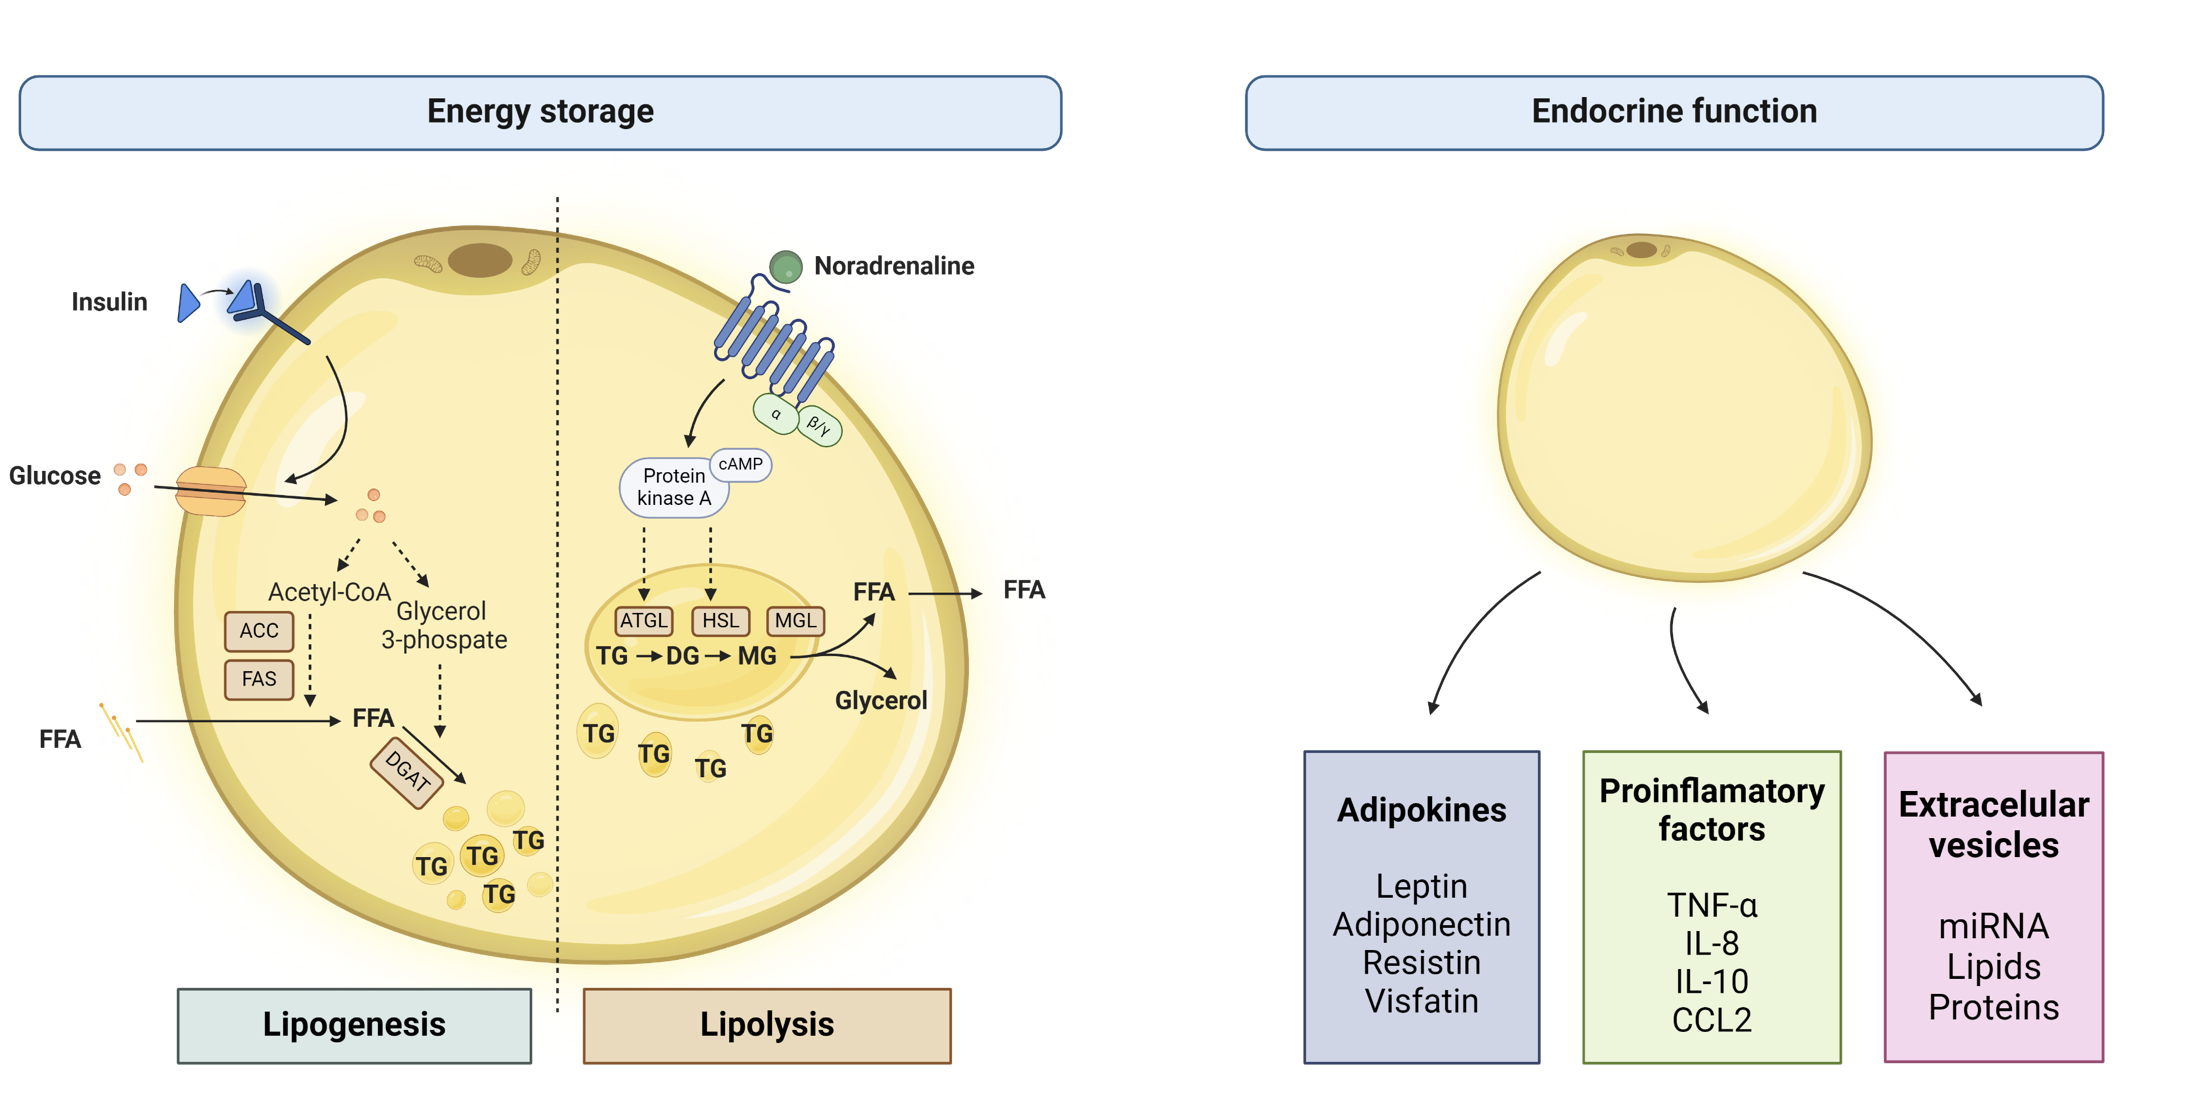 Energy storage
Endocrine function
Insulin
Noradrenaline
α
β/γ
Glucose
Protein
kinase A
cAMP
Acetyl-CoA
Glycerol
3-phospate
ACC
FAS
FFA
FFA
DGAT
TG
TG
TG
TG
ATGL
HSL
MGL
TG
DG
MG
FFA
FFA
Glycerol
TG
TG
TG
TG
Lipogenesis
Lipolysis
Adipokines
Leptin
Adiponectin
Resistin
Visfatin
Proinflamatory
factors
TNF-α
IL-8
IL-10
CCL2
Extracelular
vesicles
miRNA
Lipids
Proteins